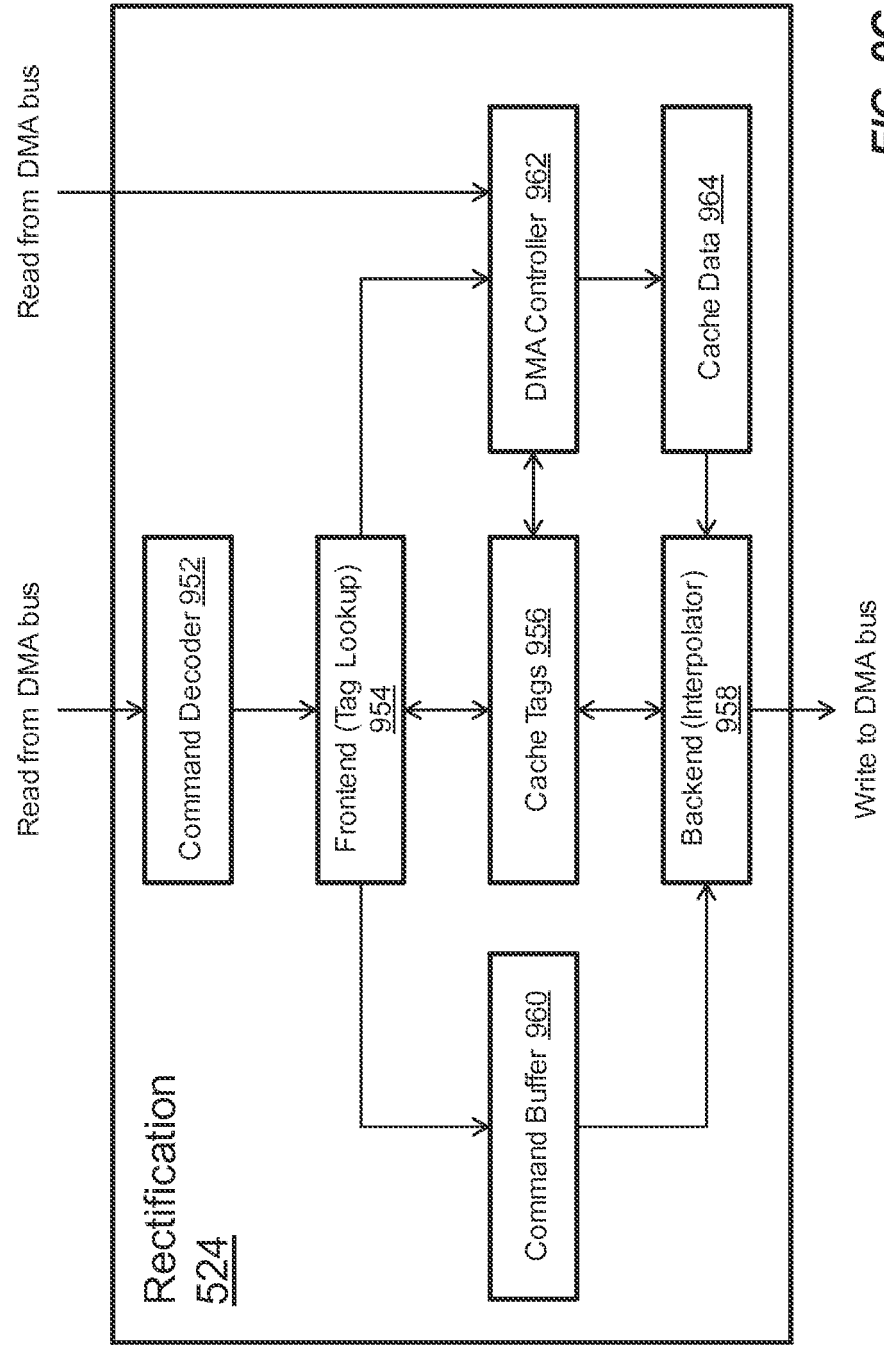 Read from DMA bus
Read from DMA bus
Rectification
524
Command Decoder 952
Frontend (Tag Lookup)
954
Command Buffer 960
Cache Tags 956
DMA Controller 962
Backend (Interpolator)
958
Cache Data 964
Write to DMA bus